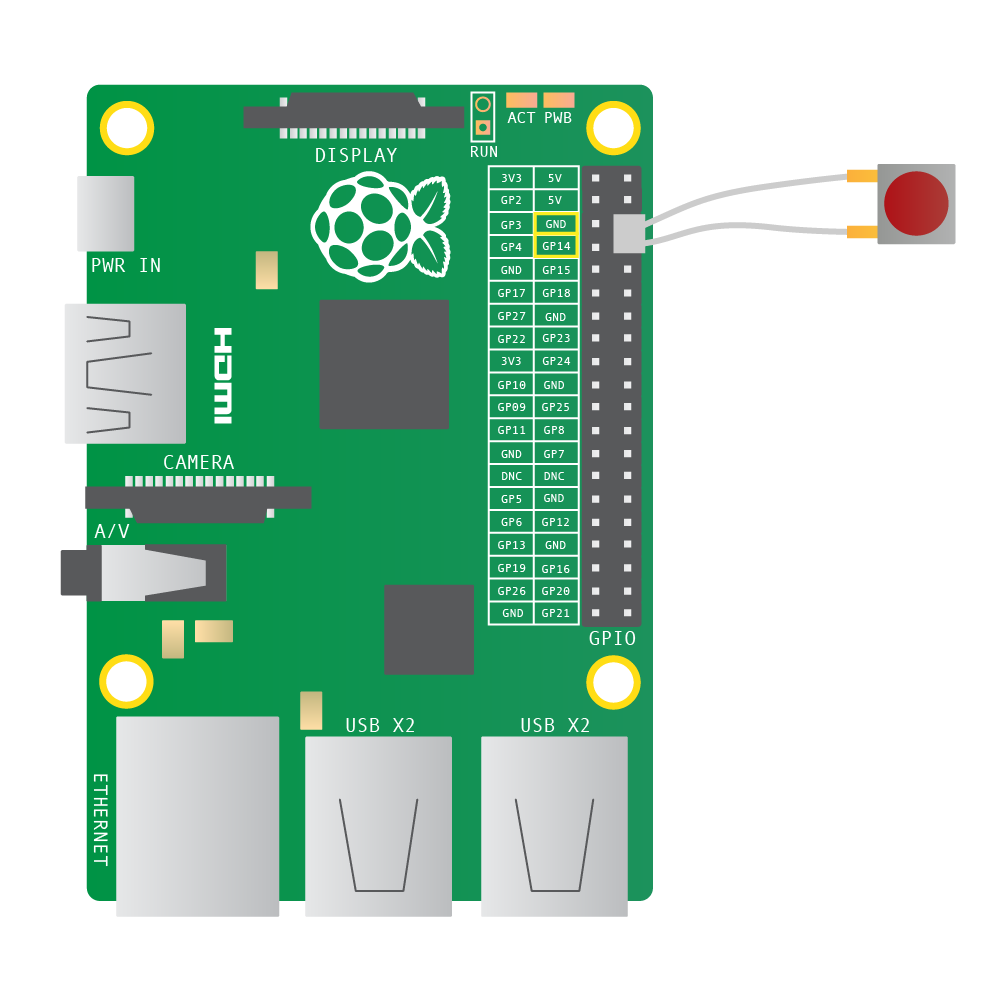 ACT PWB
RUN
DISPLAY
3V3 5V
GP2 5V
GP3 GND
GP4 GP14
GND GP15
GP17 GP18
GP27 GND
GP22 GP23
3V3 GP24
GP10 GND
GP09 GP25
GP11 GP8
GND GP7
DNC DNC
GP5 GND
GP6 GP12
GP13 GND
GP19 GP16
GP26 GP20
GND GP21
GPIO
PWR IN
HDMI
CAMERA
A/V
USB X2
USB X2
ETHERNET